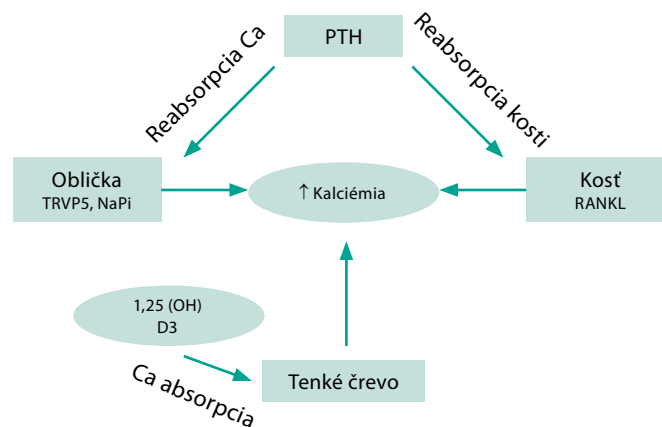 PTH
Reabsorpcia Ca
Reabsorpcia kosti
Oblička
TRVP5, NaPi
↑ Kalciémia
Kosť
RANKL
1,25 (OH)
D3
Ca absorpcia
Tenké črevo